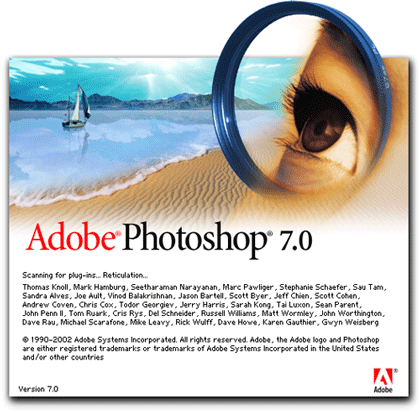 Adobe® Photoshop® 7.0
Scanning for plug-ins... Reticulation...
Thomas Knoll, Mark Hamburg, Seetharaman Narayanan, Marc Pawliger, Stephanie Schaefer, Sau Tam,
Sandra Alves, Joe Ault, Vinod Balakrishnan, Jason Bartell, Scott Byer, Jeff Chien, Scott Cohen,
Andrew Coven, Chris Cox, Todor Georgiev, Jerry Harris, Sarah Kong, Tai Luxon, Sean Parent,
John Penn II, Tom Ruark, Cris Rys, Del Schneider, Russell Williams, Matt Wormley, John Worthington,
Dave Rau, Michael Scarafone, Mike Leavy, Rick Wulff, Dave Howe, Karen Gauthier, Gwyn Weisberg
© 1990-2002 Adobe Systems Incorporated. All rights reserved. Adobe, the Adobe logo and Photoshop
are either registered trademarks or trademarks of Adobe Systems Incorporated in the United States
and/or other countries
Version 7.0
Adobe